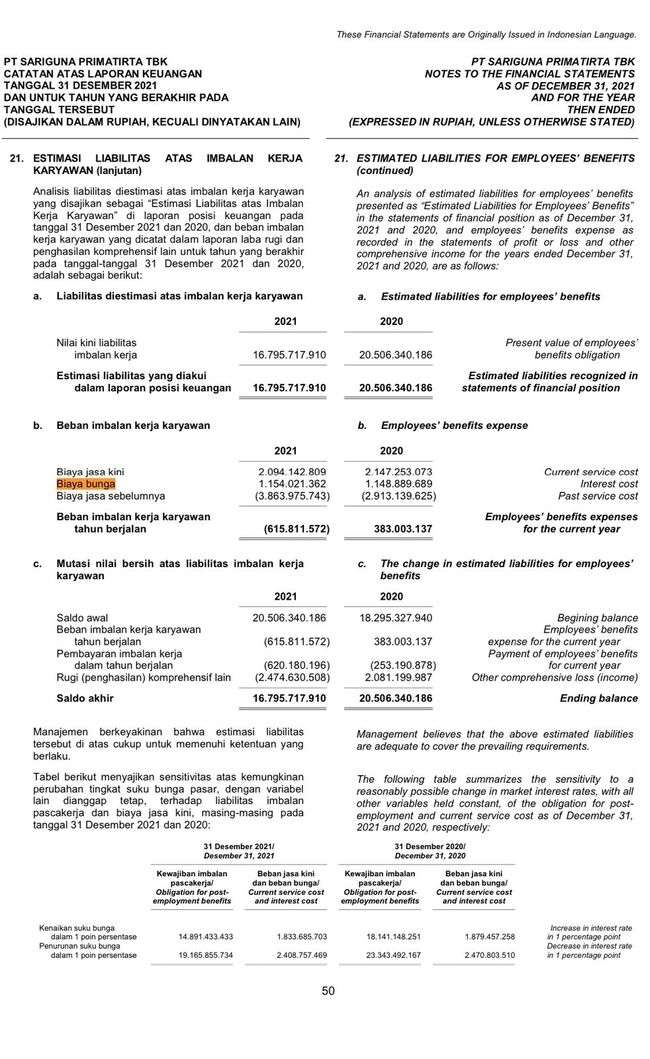 These Financial Statements are Originally Issued in Indonesian Language.
PT SARIGUNA PRIMATIRTA TBK
CATATAN ATAS LAPORAN KEUANGAN
TANGGAL 31 DESEMBER 2021
DAN UNTUK TAHUN YANG BERAKHIR PADA
TANGGAL TERSEBUT
(DISAJIKAN DALAM RUPIAH, KECUALI DINYATAKAN LAIN)
PT SARIGUNA PRIMATIRTA TBK
NOTES TO THE FINANCIAL STATEMENTS
AS OF DECEMBER 31, 2021
AND FOR THE YEAR
THEN ENDED
(EXPRESSED IN RUPIAH, UNLESS OTHERWISE STATED)
21. ESTIMASI LIABILITAS ATAS IMBALAN KERJA
KARYAWAN (lanjutan)
21. ESTIMATED LIABILITIES FOR EMPLOYEES' BENEFITS
(continued)
Analisis liabilitas diestimasi atas imbalan kerja karyawan
yang disajikan sebagai “Estimasi Liabilitas atas Imbalan
Kerja Karyawan” di laporan posisi keuangan pada
tanggal 31 Desember 2021 dan 2020, dan beban imbalan
kerja karyawan yang dicatat dalam laporan laba rugi dan
penghasilan komprehensif lain untuk tahun yang berakhir
pada tanggal-tanggal 31 Desember 2021 dan 2020,
adalah sebagai berikut:
An analysis of estimated liabilities for employees' benefits
presented as “Estimated Liabilities for Employees' Benefits”
in the statements of financial position as of December 31,
2021 and 2020, and employees' benefits expense as
recorded in the statements of profit or loss and other
comprehensive income for the years ended December 31,
2021 and 2020, are as follows:
a. Liabilitas diestimasi atas imbalan kerja karyawan
a. Estimated liabilities for employees' benefits
2021 2020
Nilai kini liabilitas Present value of employees'
imbalan kerja 16.795.717.910 20.506.340.186 benefits obligation
Estimasi liabilitas yang diakui Estimated liabilities recognized in
dalam laporan posisi keuangan 16.795.717.910 20.506.340.186 statements of financial position
b. Beban imbalan kerja karyawan
b. Employees' benefits expense
2021 2020
Biaya jasa kini 2.094.142.809 2.147.253.073 Current service cost
Biaya bunga 1.154.021.362 1.148.889.689 Interest cost
Biaya jasa sebelumnya (3.863.975.743) (2.913.139.625) Past service cost
Beban imbalan kerja karyawan Employees' benefits expenses
tahun berjalan (615.811.572) 383.003.137 for the current year
c. Mutasi nilai bersih atas liabilitas imbalan kerja
karyawan
c. The change in estimated liabilities for employees'
benefits
2021 2020
Saldo awal 20.506.340.186 18.295.327.940 Begining balance
Beban imbalan kerja karyawan Employees' benefits
tahun berjalan (615.811.572) 383.003.137 expense for the current year
Pembayaran imbalan kerja Payment of employees' benefits
dalam tahun berjalan (620.180.196) (253.190.878) for current year
Rugi (penghasilan) komprehensif lain (2.474.630.508) 2.081.199.987 Other comprehensive loss (income)
Saldo akhir 16.795.717.910 20.506.340.186 Ending balance
Manajemen berkeyakinan bahwa estimasi liabilitas
tersebut di atas cukup untuk memenuhi ketentuan yang
berlaku.
Management believes that the above estimated liabilities
are adequate to cover the prevailing requirements.
Tabel berikut menyajikan sensitivitas atas kemungkinan
perubahan tingkat suku bunga pasar, dengan variabel
lain dianggap tetap, terhadap liabilitas imbalan
pascakerja dan biaya jasa kini, masing-masing pada
tanggal 31 Desember 2021 dan 2020:
The following table summarizes the sensitivity to a
reasonably possible change in market interest rates, with all
other variables held constant, of the obligation for post-
employment and current service cost as of December 31,
2021 and 2020, respectively:
31 Desember 2021/ 31 Desember 2020/
Desember 31, 2021 December 31, 2020
Kewajiban imbalan Beban jasa kini Kewajiban imbalan Beban jasa kini
pascakerja/ dan beban bunga/ pascakerja/ dan beban bunga/
Obligation for post- Current service cost Obligation for post- Current service cost
employment benefits and interest cost employment benefits and interest cost
Kenaikan suku bunga Increase in interest rate
dalam 1 poin persentase 14.891.433.433 1.833.685.703 18.141.148.251 1.879.457.258 in 1 percentage point
Penurunan suku bunga Decrease in interest rate
dalam 1 poin persentase 19.165.855.734 2.408.757.469 23.343.492.167 2.470.803.510 in 1 percentage point
50